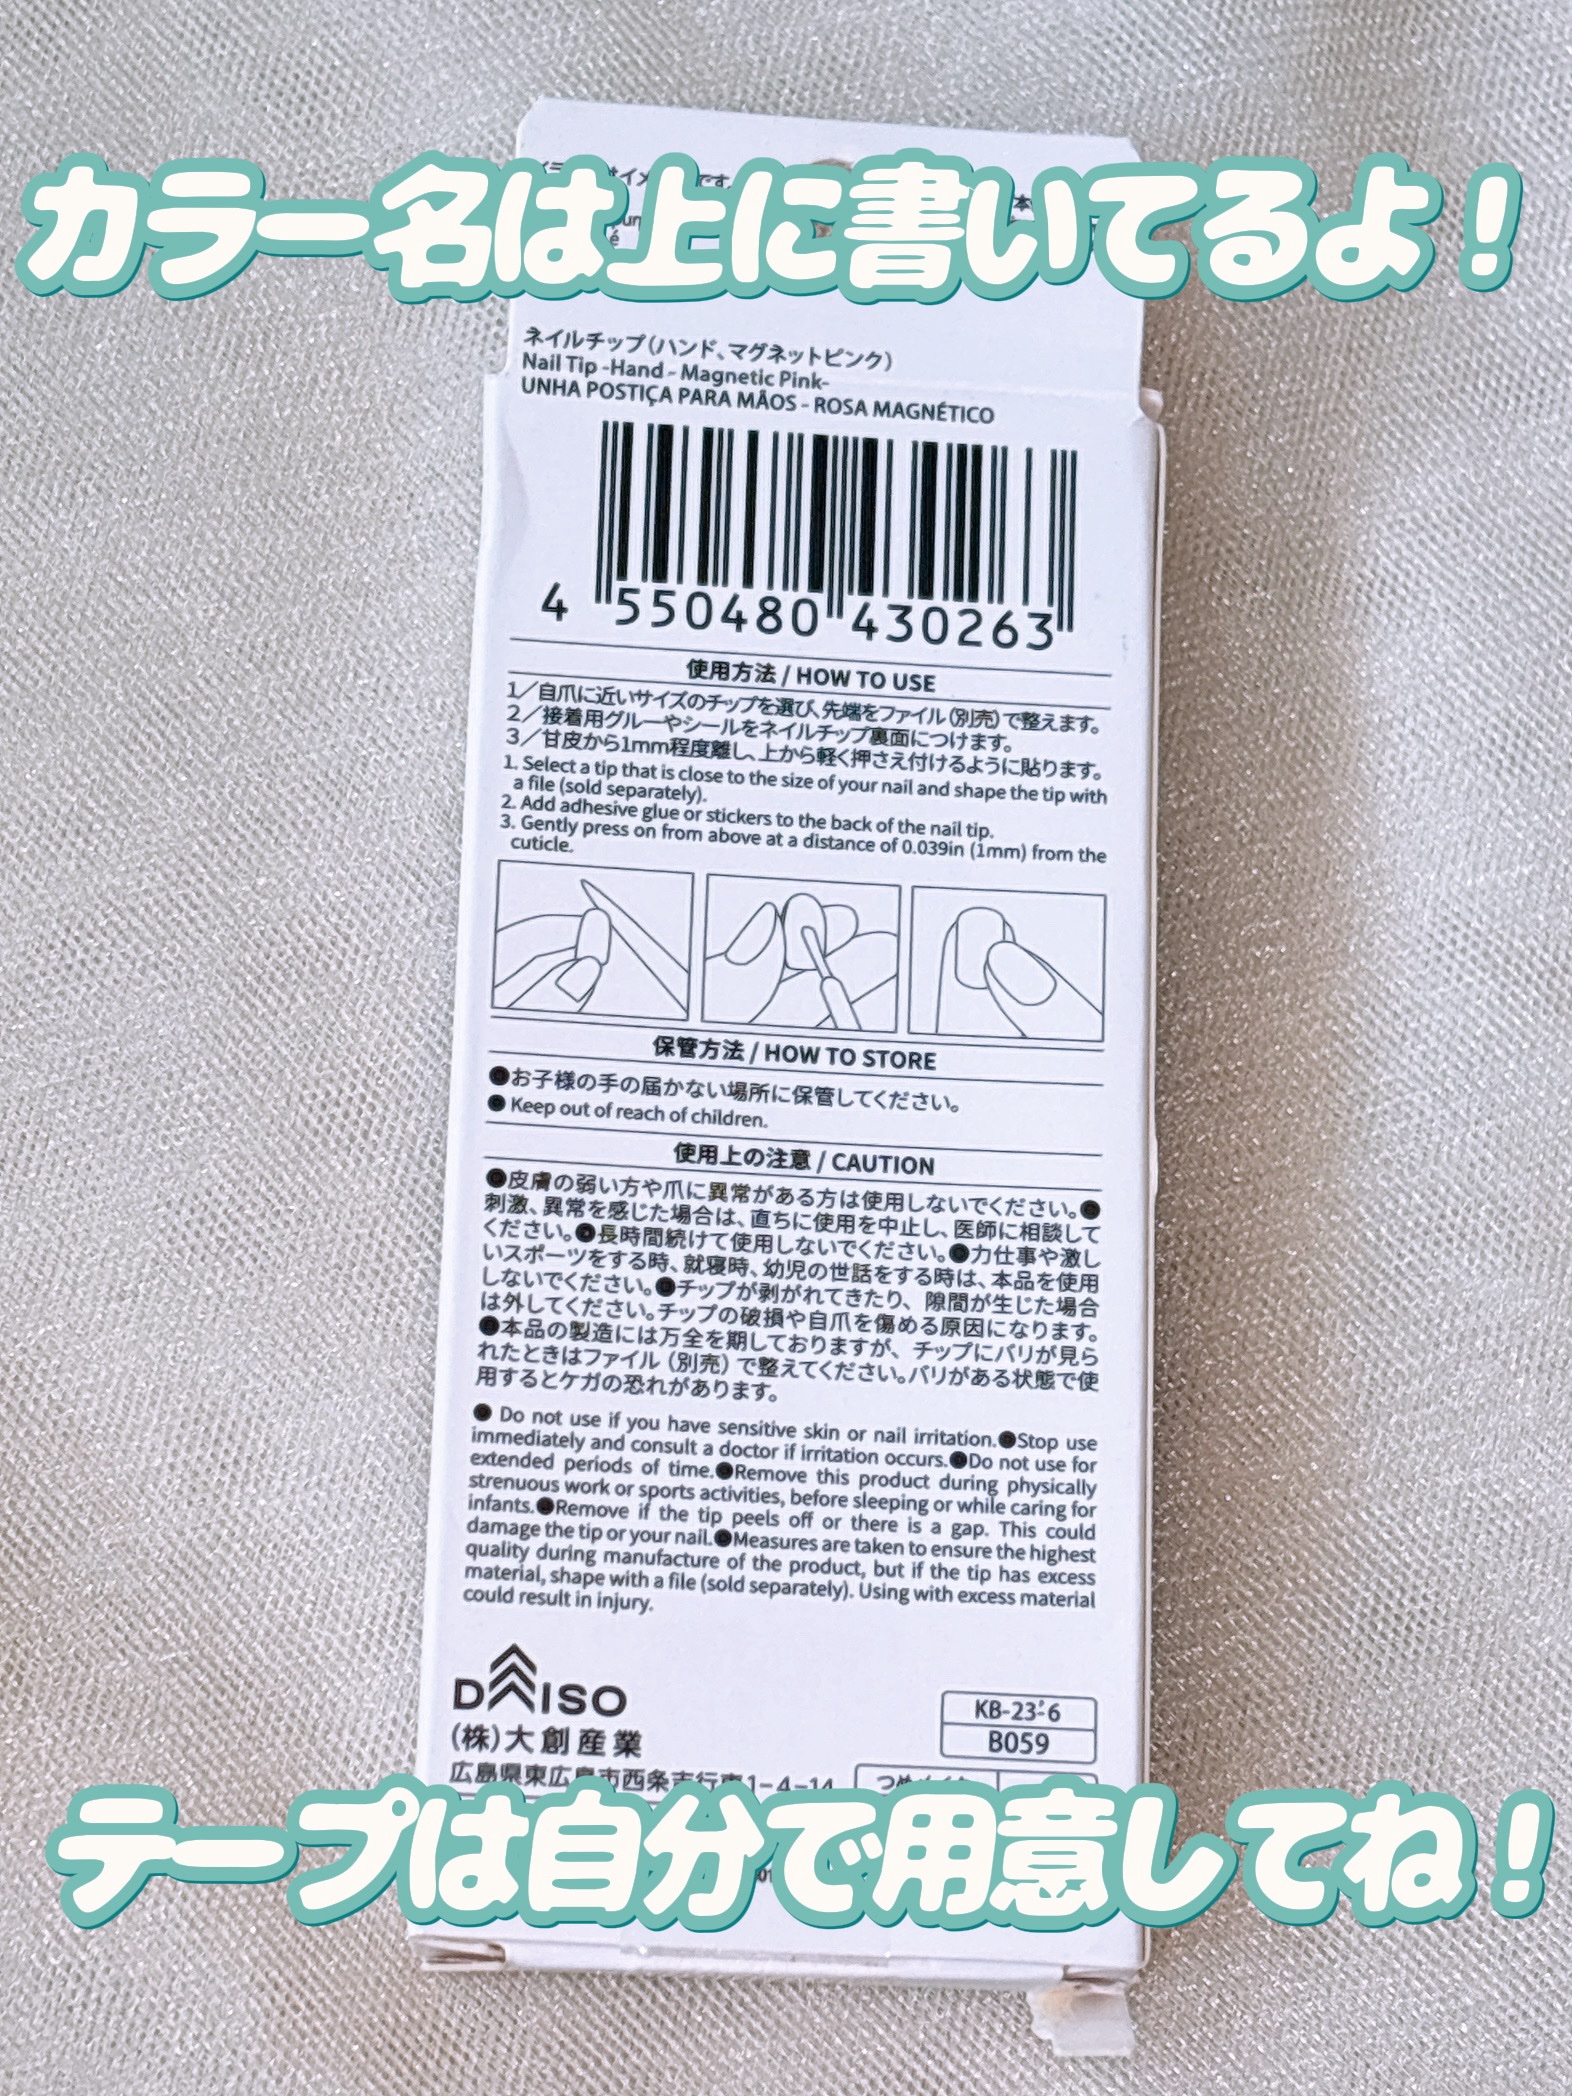 カラー名は上に書いてるよ！
ネイルチップ（ハンド、マグネットピンク）
Nail Tip -Hand - Magnetic Pink-
UNHA POSTIÇA PARA MÃOS - ROSA MAGNÉTICO
4 550480 430263
使用方法 / HOW TO USE
1／自爪に近いサイズのチップを選び、先端をファイル（別売）で整えます。
2／接着用グルーやシールをネイルチップ裏面につけます。
3／甘皮から1mm程度離し、上から軽く押さえ付けるように貼ります。
1. Select a tip that is close to the size of your nail and shape the tip with
a file (sold separately).
2. Add adhesive glue or stickers to the back of the nail tip.
3. Gently press on from above at a distance of 0.039in (1mm) from the
cuticle.
保管方法 / HOW TO STORE
●お子様の手の届かない場所に保管してください。
● Keep out of reach of children.
使用上の注意 / CAUTION
●皮膚の弱い方や爪に異常がある方は使用しないでください。●
刺激、異常を感じた場合は、直ちに使用を中止し、医師に相談して
ください。●長時間続けて使用しないでください。●力仕事や激し
いスポーツをする時、就寝時、幼児の世話をする時は、本品を使用
しないでください。●チップが剥がれてきたり、隙間が生じた場合
は外してください。チップの破損や自爪を傷める原因になります。
●本品の製造には万全を期しておりますが、チップにバリが見ら
れたときはファイル（別売）で整えてください。バリがある状態で使
用するとケガの恐れがあります。
● Do not use if you have sensitive skin or nail irritation.●Stop use
immediately and consult a doctor if irritation occurs.●Do not use for
extended periods of time.●Remove this product during physically
strenuous work or sports activities, before sleeping or while caring for
infants.●Remove if the tip peels off or there is a gap. This could
damage the tip or your nail.●Measures are taken to ensure the highest
quality during manufacture of the product, but if the tip has excess
material, shape with a file (sold separately). Using with excess material
could result in injury.
DAISO
(株)大創産業
KB-23'-6
B059
広島県東広島市西条吉行東1-4-14
テープは自分で用意してね！